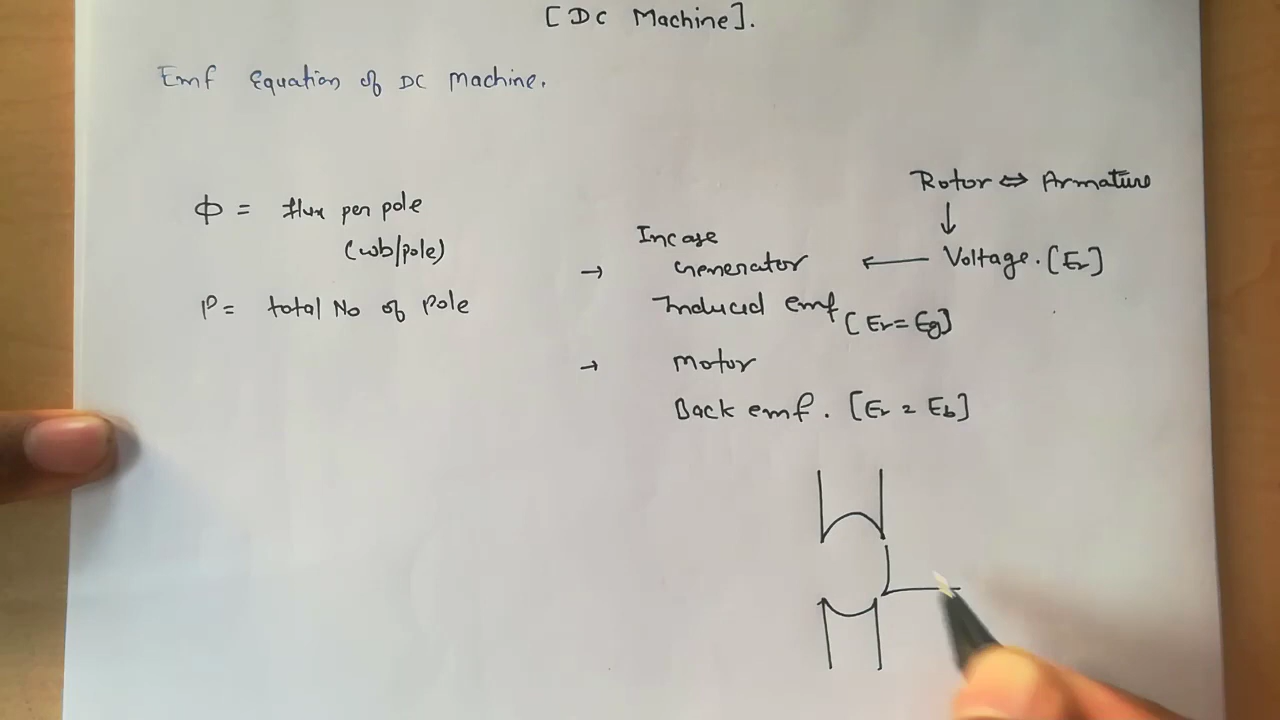 [DC Machine].
Emf Equation of DC Machine.
Φ = flux per pole
(wb/pole)
P = total No of Pole
Rotor ⇔ Armature
↓
Incase
→ Generator ← Voltage. [Er]
Induced emf [Er = Eg]
→ Motor
Back emf. [Er = Eb]